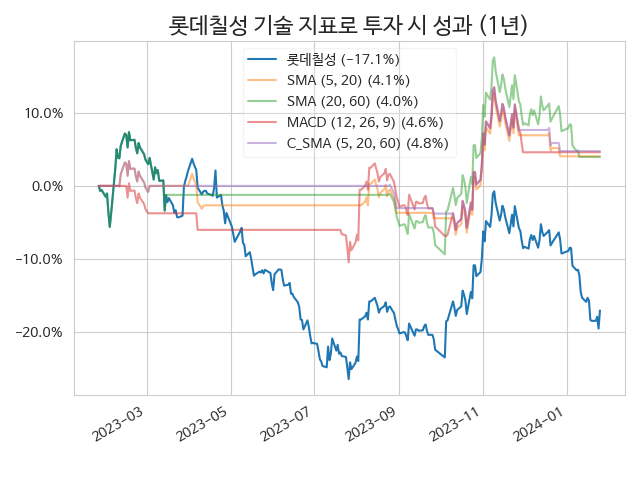 롯데칠성 기술 지표로 투자 시 성과 (1년)
롯데칠성 (-17.1%)
SMA (5, 20) (4.1%)
SMA (20, 60) (4.0%)
MACD (12, 26, 9) (4.6%)
C_SMA (5, 20, 60) (4.8%)
10.0%
0.0%
-10.0%
-20.0%
2023-03
2023-05
2023-07
2023-09
2023-11
2024-01